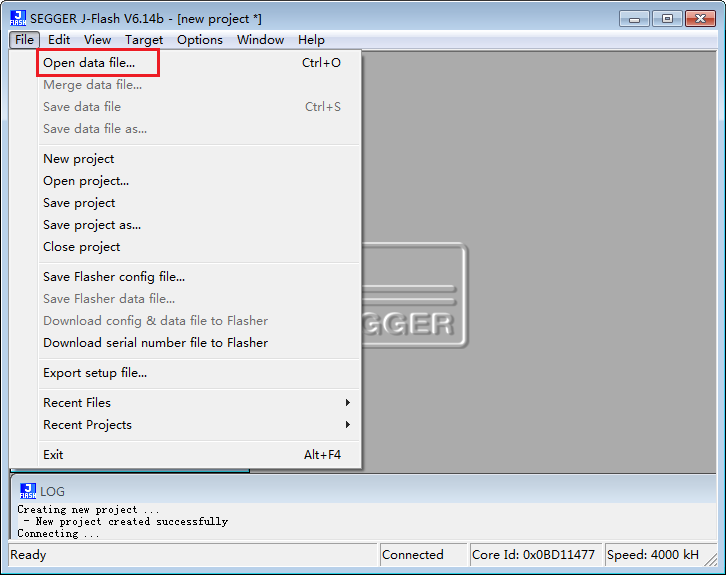 J
FLASH
SEGGER J-Flash V6.14b - [new project *]
File Edit View Target Options Window Help
Open data file... Ctrl+O
Merge data file...
Save data file Ctrl+S
Save data file as...
New project
Open project...
Save project
Save project as...
Close project
Save Flasher config file...
Save Flasher data file...
Download config & data file to Flasher
Download serial number file to Flasher
Export setup file...
Recent Files
Recent Projects
Exit Alt+F4
GGER
J
FLASH
LOG
Creating new project ...
- New project created successfully
Connecting ...
Ready Connected Core Id: 0x0BD11477 Speed: 4000 kH